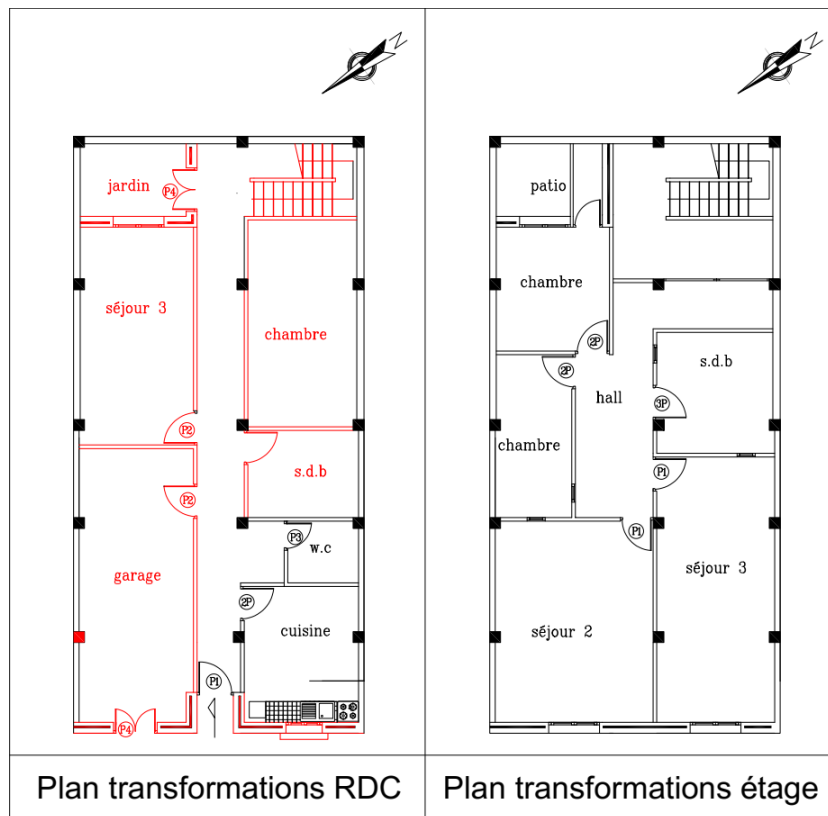 N
jardin
P4
séjour 3
chambre
P2
s.d.b
P2
P3
w.c
garage
2P
cuisine
P1
P4
Plan transformations RDC
N
patio
chambre
2P
2P
s.d.b
hall
3P
chambre
P1
P1
séjour 3
séjour 2
Plan transformations étage